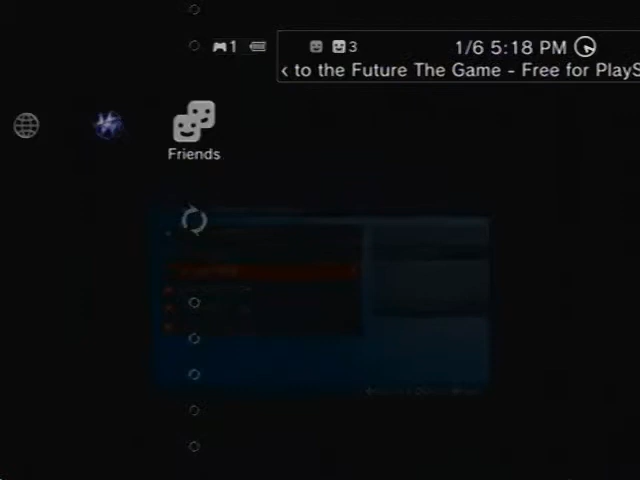 1
3
1/6 5:18 PM
‹ to the Future The Game - Free for PlayS
Friends